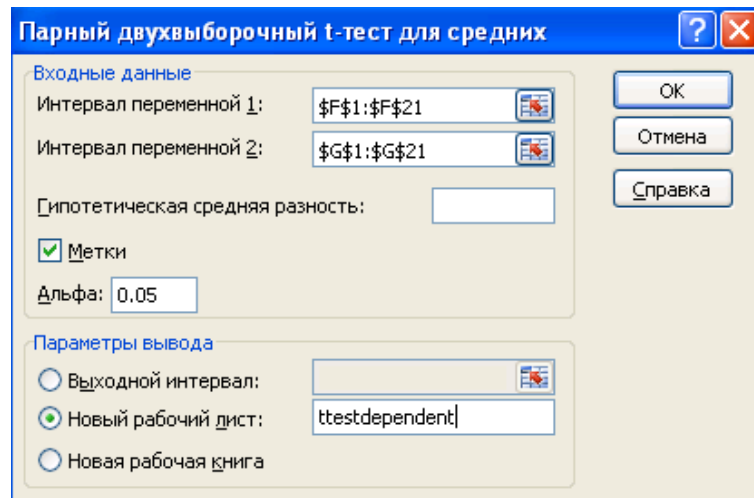 Парный двухвыборочный t-тест для средних
Входные данные
Интервал переменной 1: $F$1:$F$21
Интервал переменной 2: $G$1:$G$21
Гипотетическая средняя разность:
Метки
Альфа: 0.05
Параметры вывода
Выходной интервал:
Новый рабочий лист: ttestdependent
Новая рабочая книга
ОК
Отмена
Справка